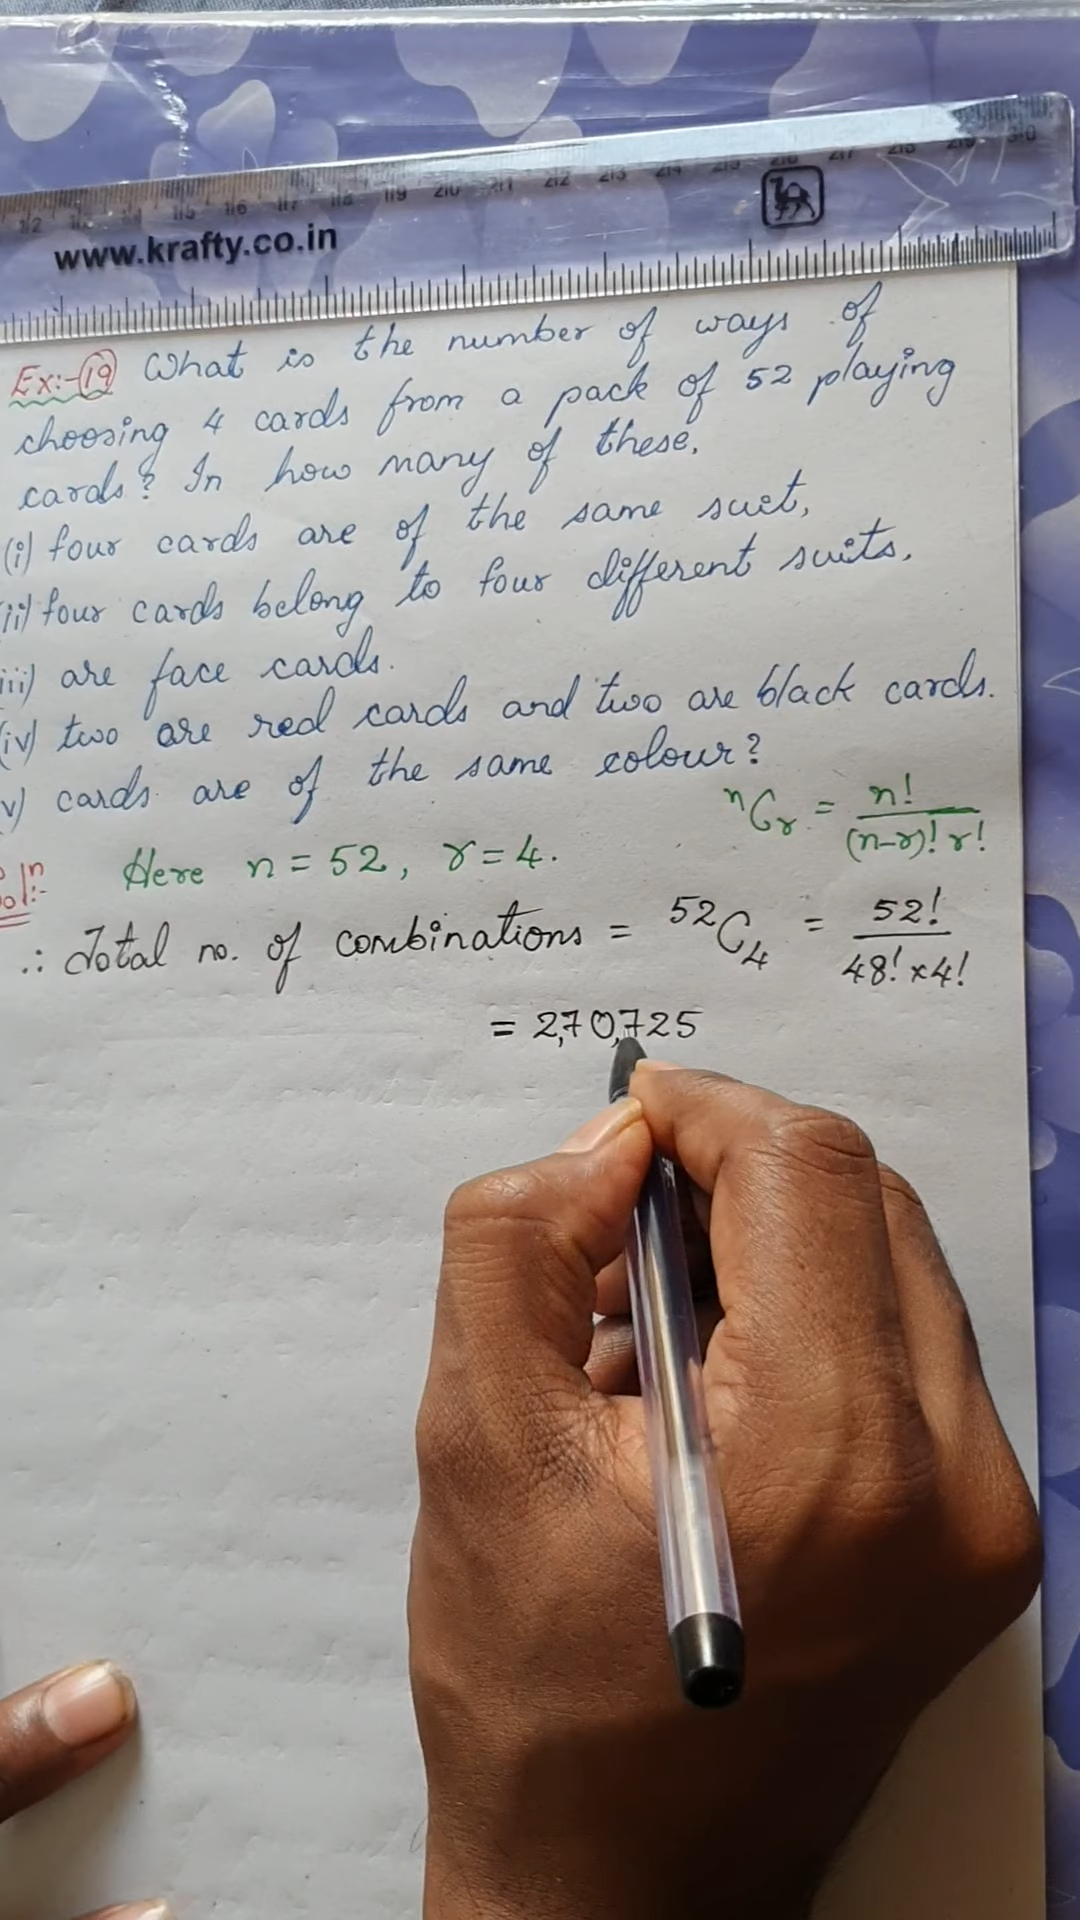 www.krafty.co.in
Ex:-(19) What is the number of ways of
choosing 4 cards from a pack of 52 playing
cards? In how many of these,
(i) four cards are of the same suit,
(ii) four cards belong to four different suits,
iii) are face cards.
(iv) two are red cards and two are black cards.
v) cards are of the same colour?
ⁿCᵣ = n! / (n-r)! r!
Here n = 52, r = 4.
ol:-
∴ Total no. of combinations = ⁵²C₄ = 52! / 48! × 4!
= 2,70,725